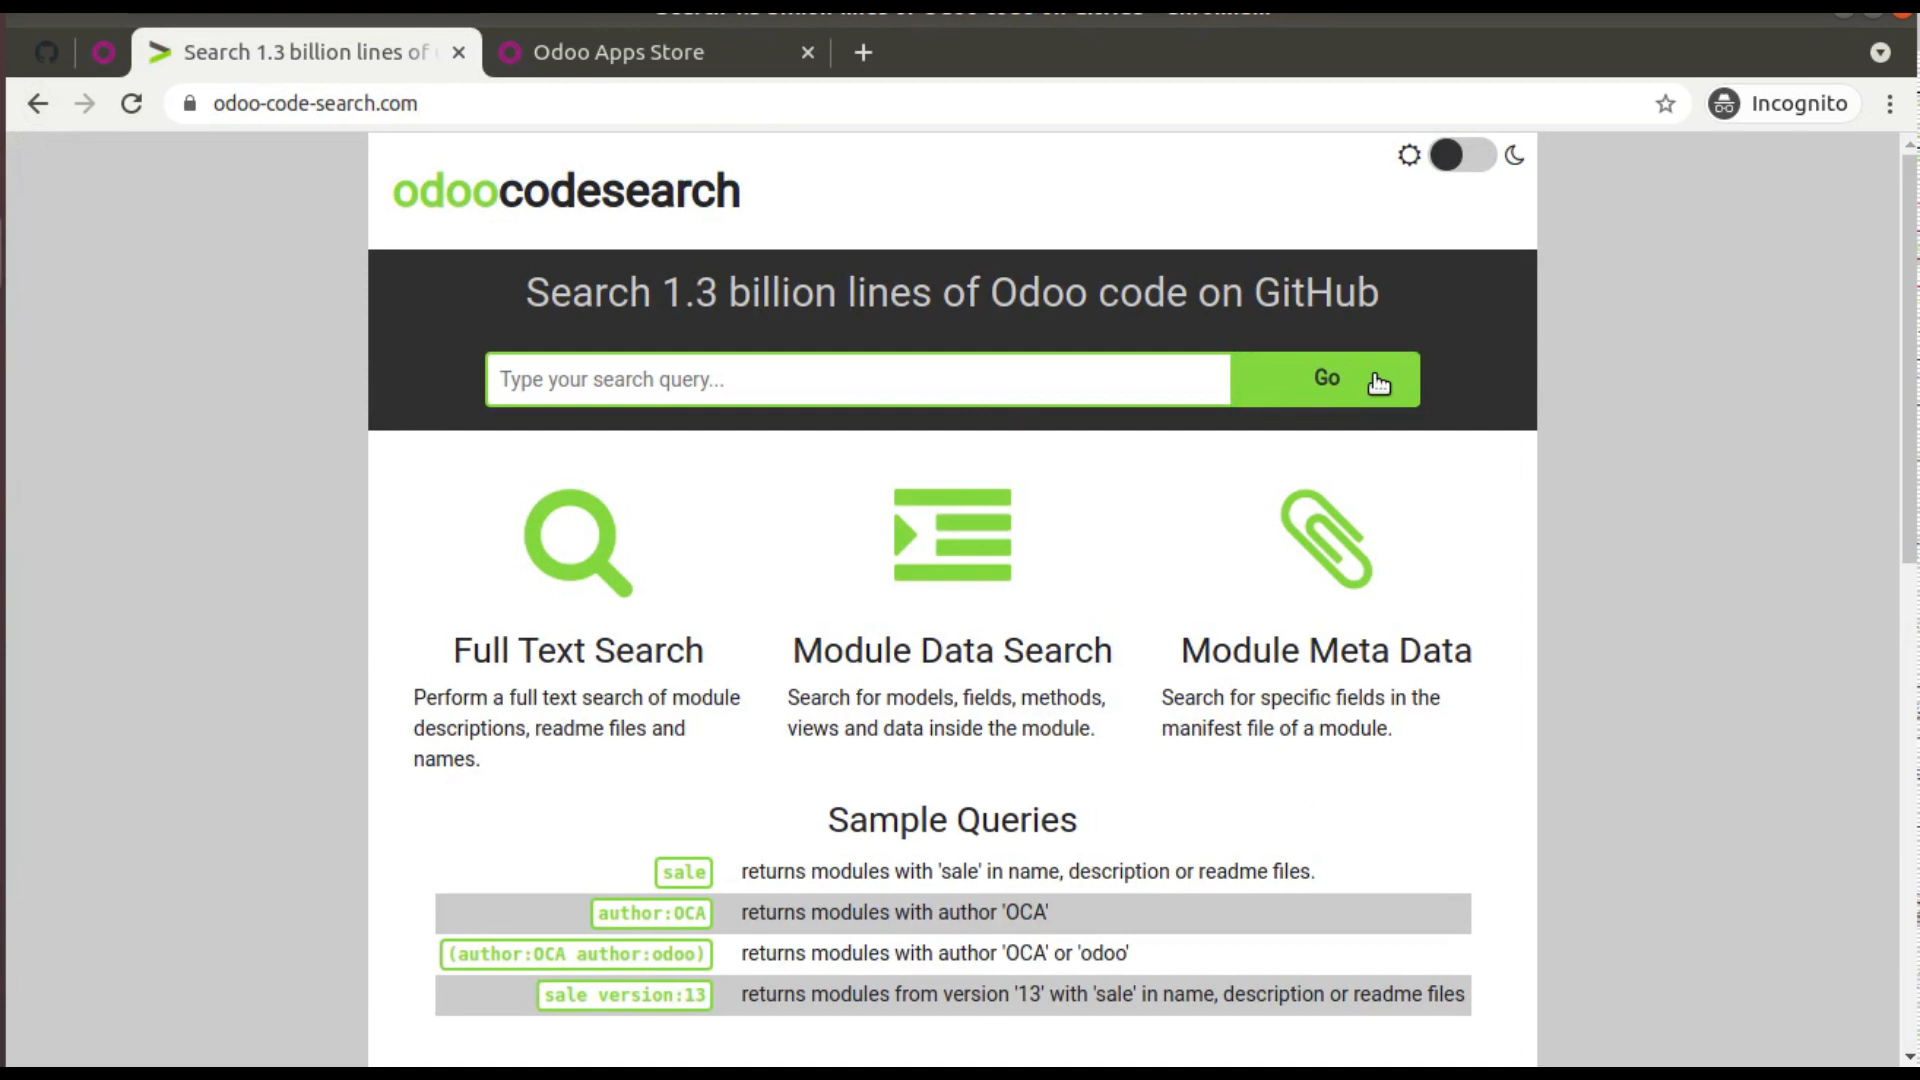 Search 1.3 billion lines of
Odoo Apps Store
odoo-code-search.com
Incognito
odoocodesearch
Search 1.3 billion lines of Odoo code on GitHub
Type your search query...
Go
Full Text Search
Perform a full text search of module
descriptions, readme files and
names.
Module Data Search
Search for models, fields, methods,
views and data inside the module.
Module Meta Data
Search for specific fields in the
manifest file of a module.
Sample Queries
sale returns modules with 'sale' in name, description or readme files.
author:OCA returns modules with author 'OCA'
(author:OCA author:odoo) returns modules with author 'OCA' or 'odoo'
sale version:13 returns modules from version '13' with 'sale' in name, description or readme files